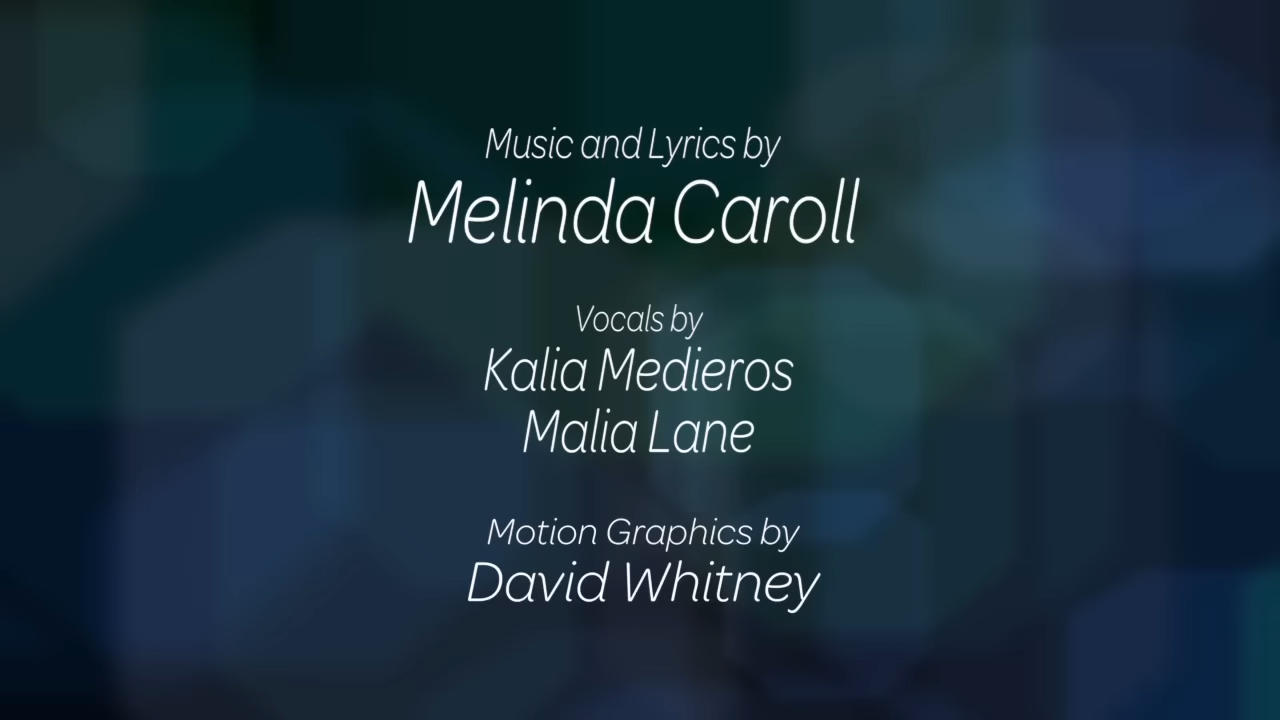 Music and Lyrics by
Melinda Caroll
Vocals by
Kalia Medieros
Malia Lane
Motion Graphics by
David Whitney